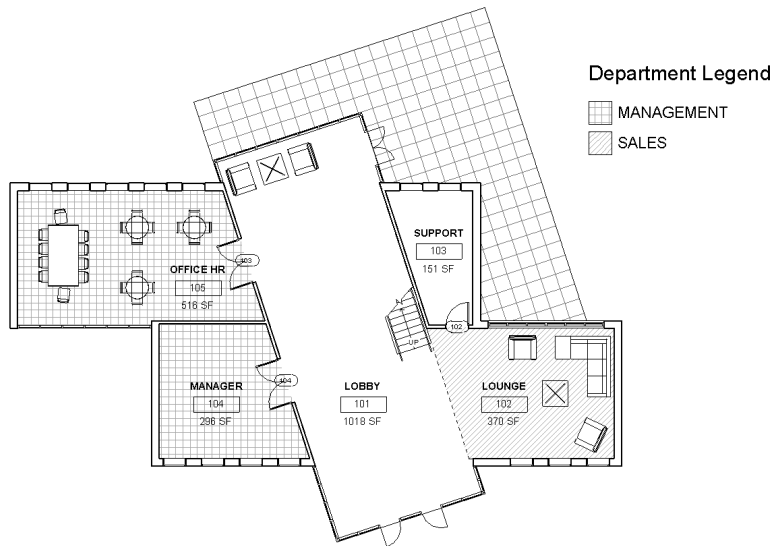 Department Legend
MANAGEMENT
SALES
SUPPORT
103
151 SF
103
OFFICE HR
105
516 SF
102
UP
104
MANAGER
104
296 SF
LOBBY
101
1018 SF
LOUNGE
102
370 SF